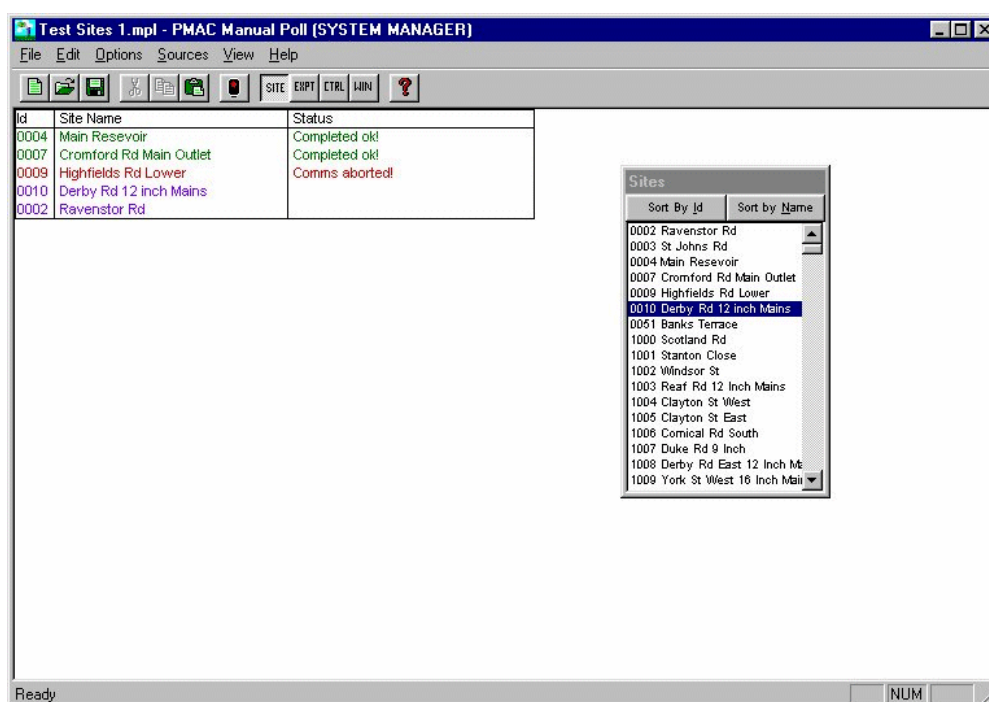 Test Sites 1.mpl - PMAC Manual Poll (SYSTEM MANAGER)
File Edit Options Sources View Help
SITE EXPT CTRL WIN
Id Site Name Status
0004 Main Resevoir Completed ok!
0007 Cromford Rd Main Outlet Completed ok!
0009 Highfields Rd Lower Comms aborted!
0010 Derby Rd 12 inch Mains
0002 Ravenstor Rd
Sites
Sort By Id Sort by Name
0002 Ravenstor Rd
0003 St Johns Rd
0004 Main Resevoir
0007 Cromford Rd Main Outlet
0009 Highfields Rd Lower
0010 Derby Rd 12 inch Mains
0051 Banks Terrace
1000 Scotland Rd
1001 Stanton Close
1002 Windsor St
1003 Reaf Rd 12 Inch Mains
1004 Clayton St West
1005 Clayton St East
1006 Comical Rd South
1007 Duke Rd 9 Inch
1008 Derby Rd East 12 Inch Ma
1009 York St West 16 Inch Main
Ready NUM